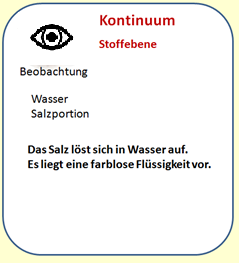 Kontinuum
Stoffebene
Beobachtung
Wasser
Salzportion
Das Salz löst sich in Wasser auf.
Es liegt eine farblose Flüssigkeit vor.